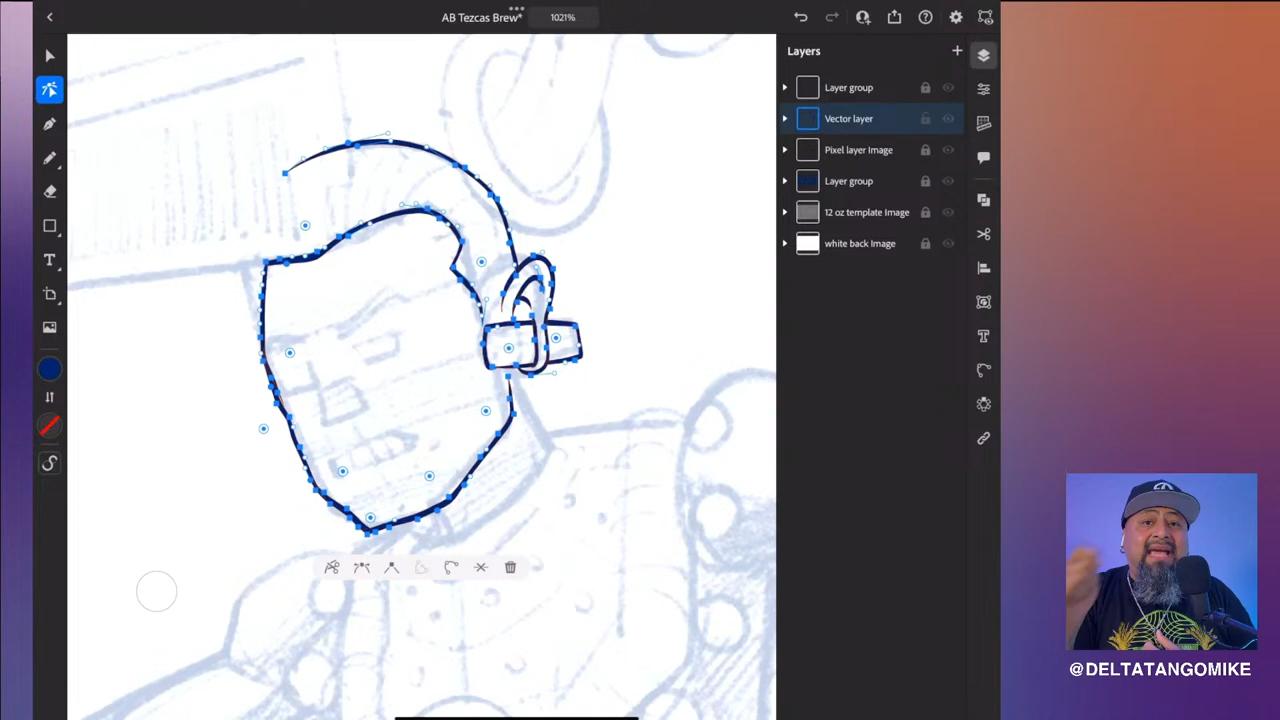 AB Tezcas Brew*
1021%
Layers
Layer group
Vector layer
Pixel layer Image
Layer group
12 oz template Image
white back Image
@DELTATANGOMIKE